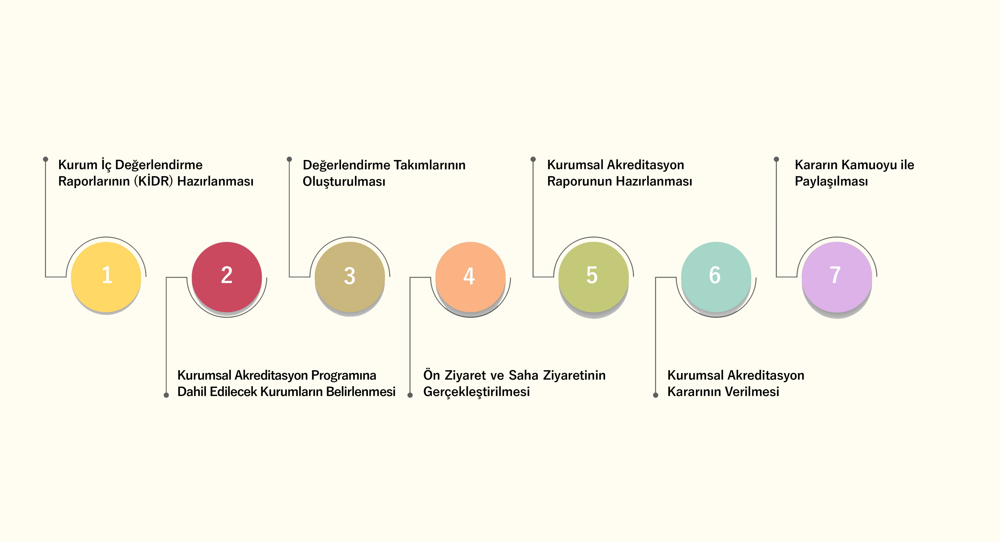 Kurum İç Değerlendirme
Raporlarının (KİDR) Hazırlanması
Değerlendirme Takımlarının
Oluşturulması
Kurumsal Akreditasyon
Raporunun Hazırlanması
Kararın Kamuoyu ile
Paylaşılması
1
2
3
4
5
6
7
Kurumsal Akreditasyon Programına
Dahil Edilecek Kurumların Belirlenmesi
Ön Ziyaret ve Saha Ziyaretinin
Gerçekleştirilmesi
Kurumsal Akreditasyon
Kararının Verilmesi